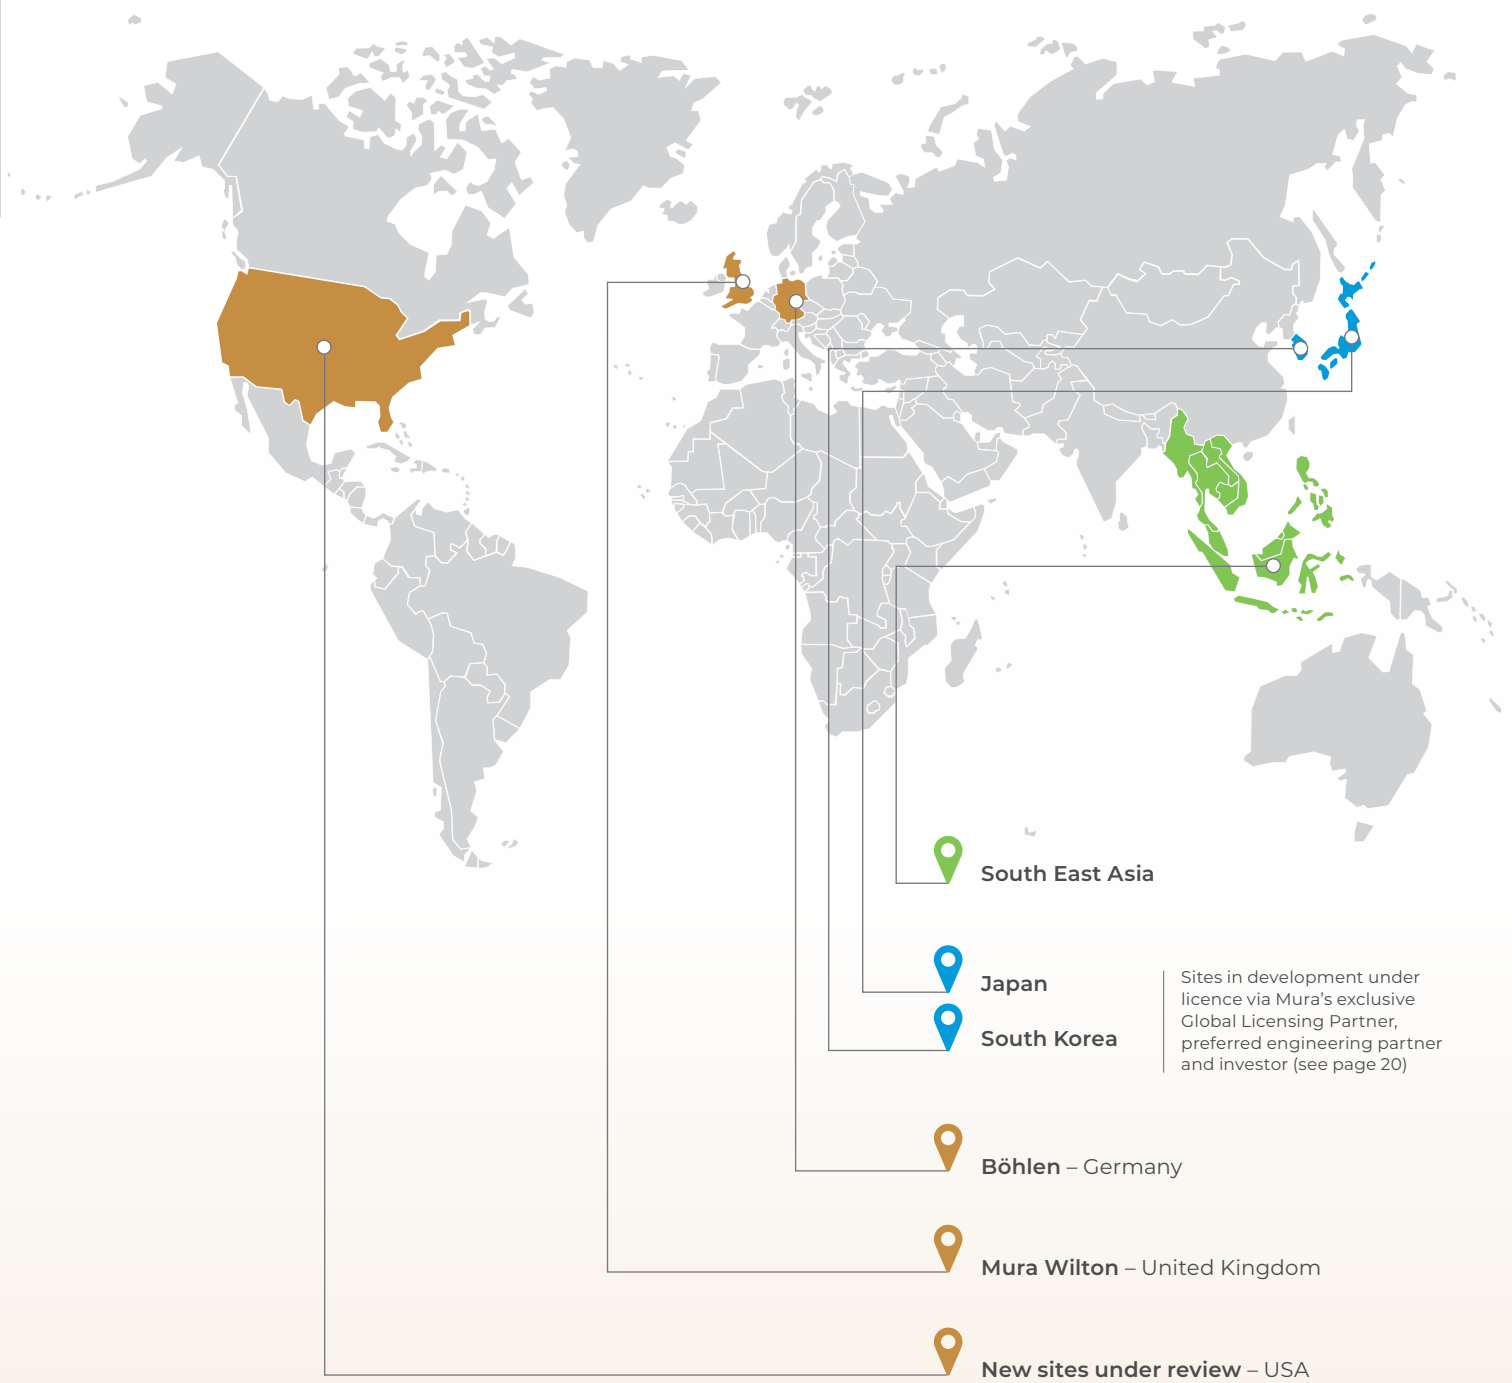 South East Asia
Japan
South Korea
Sites in development under
licence via Mura's exclusive
Global Licensing Partner,
preferred engineering partner
and investor (see page 20)
Böhlen – Germany
Mura Wilton – United Kingdom
New sites under review – USA